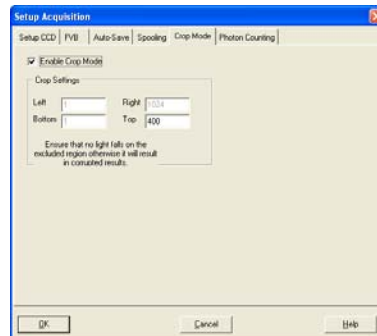 Setup Acquisition
Setup CCD FVB Auto-Save Spooling Crop Mode Photon Counting
Enable Crop Mode
Crop Settings
Left 1 Right 1024
Bottom 1 Top 400
Ensure that no light falls on the
excluded region otherwise it will result
in corrupted results.
OK Cancel Help